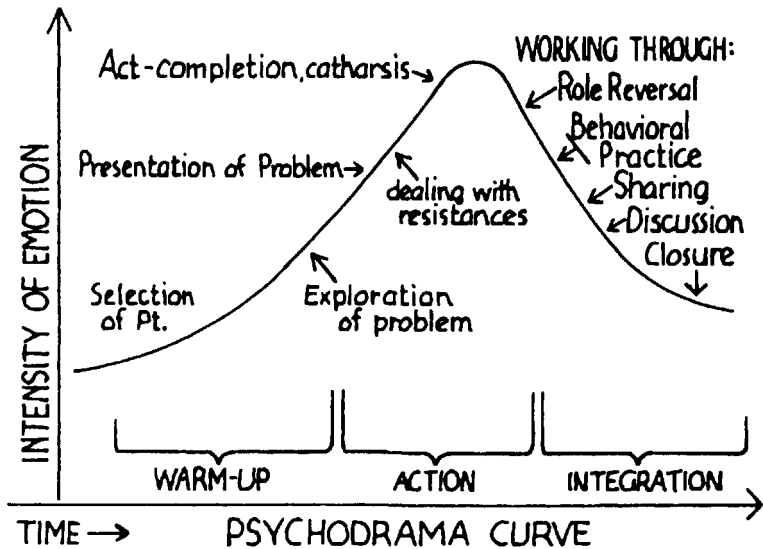 WORKING THROUGH:
Act-completion, catharsis
Role Reversal
Behavioral
Practice
Presentation of Problem
dealing with
resistances
Sharing
Discussion
Closure
Selection
of Pt.
Exploration
of problem
INTENSITY OF EMOTION
WARM-UP
ACTION
INTEGRATION
TIME
PSYCHODRAMA CURVE